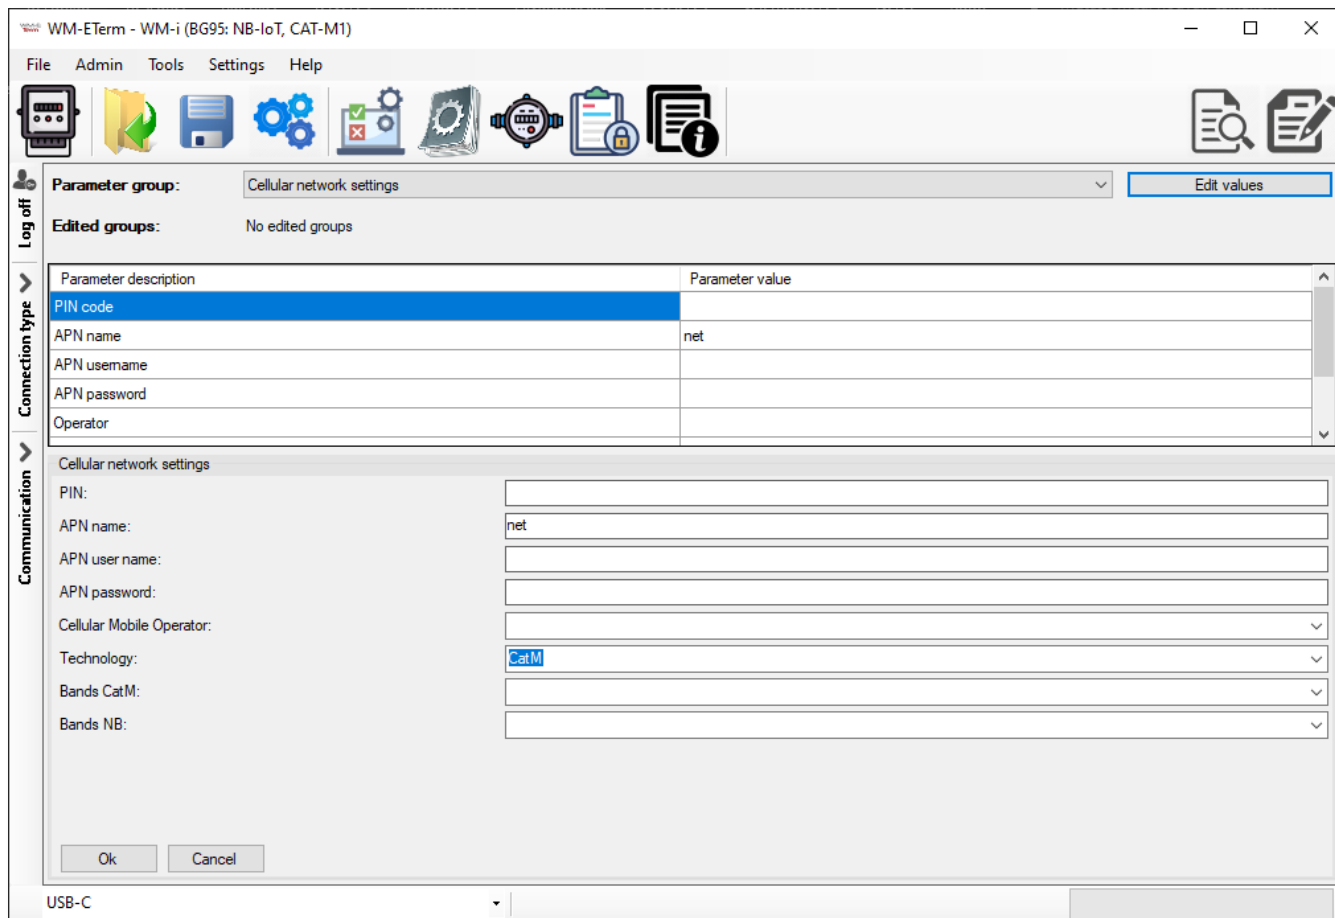 WM-ETerm - WM-i (BG95: NB-IoT, CAT-M1)
File Admin Tools Settings Help
Log off
Connection type
Communication
Parameter group: Cellular network settings Edit values
Edited groups: No edited groups
Parameter description Parameter value
PIN code
APN name net
APN username
APN password
Operator
Cellular network settings
PIN:
APN name: net
APN user name:
APN password:
Cellular Mobile Operator:
Technology: CatM
Bands CatM:
Bands NB:
Ok Cancel
USB-C